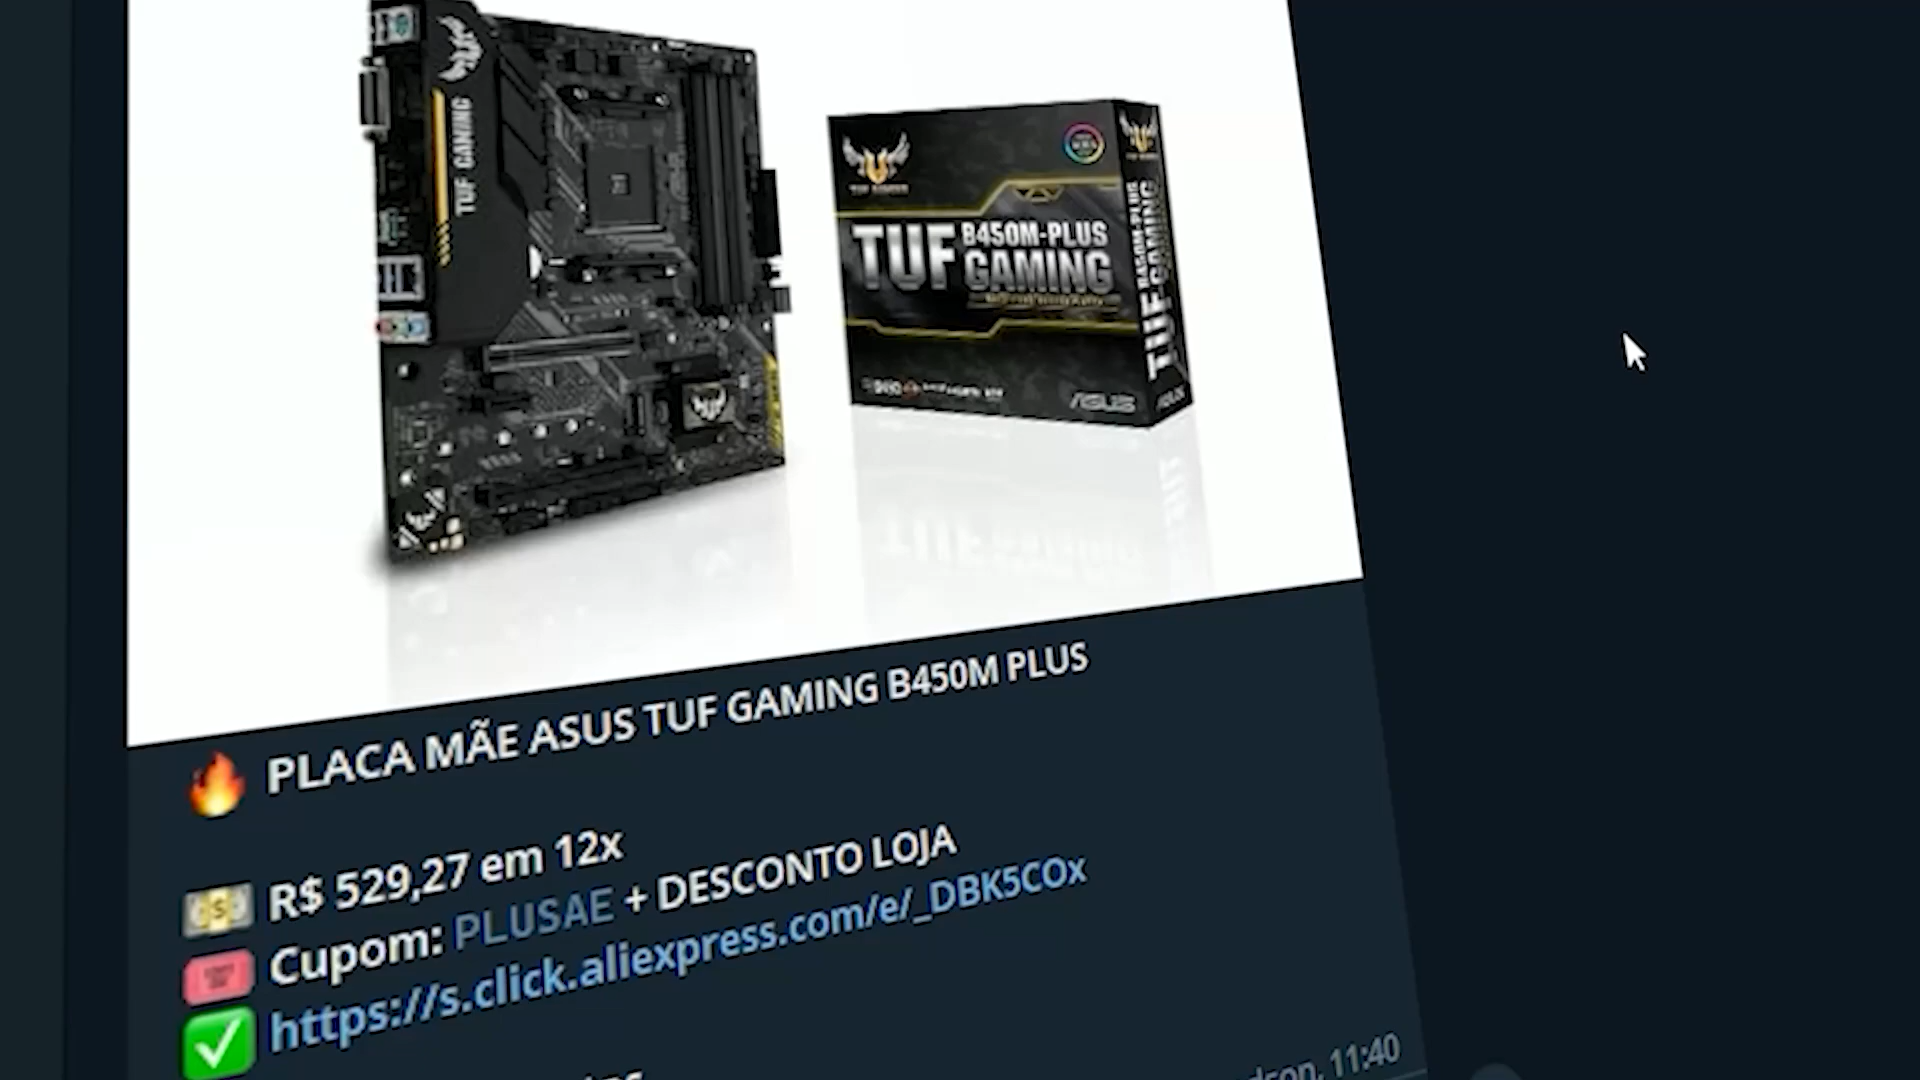 TUF GAMING
TUF B450M-PLUS GAMING
ASUS
TUF B450M-PLUS GAMING
PLACA MÃE ASUS TUF GAMING B450M PLUS
R$ 529,27 em 12x
Cupom: PLUSAE + DESCONTO LOJA
https://s.click.aliexpress.com/e/_DBK5COx
11:40